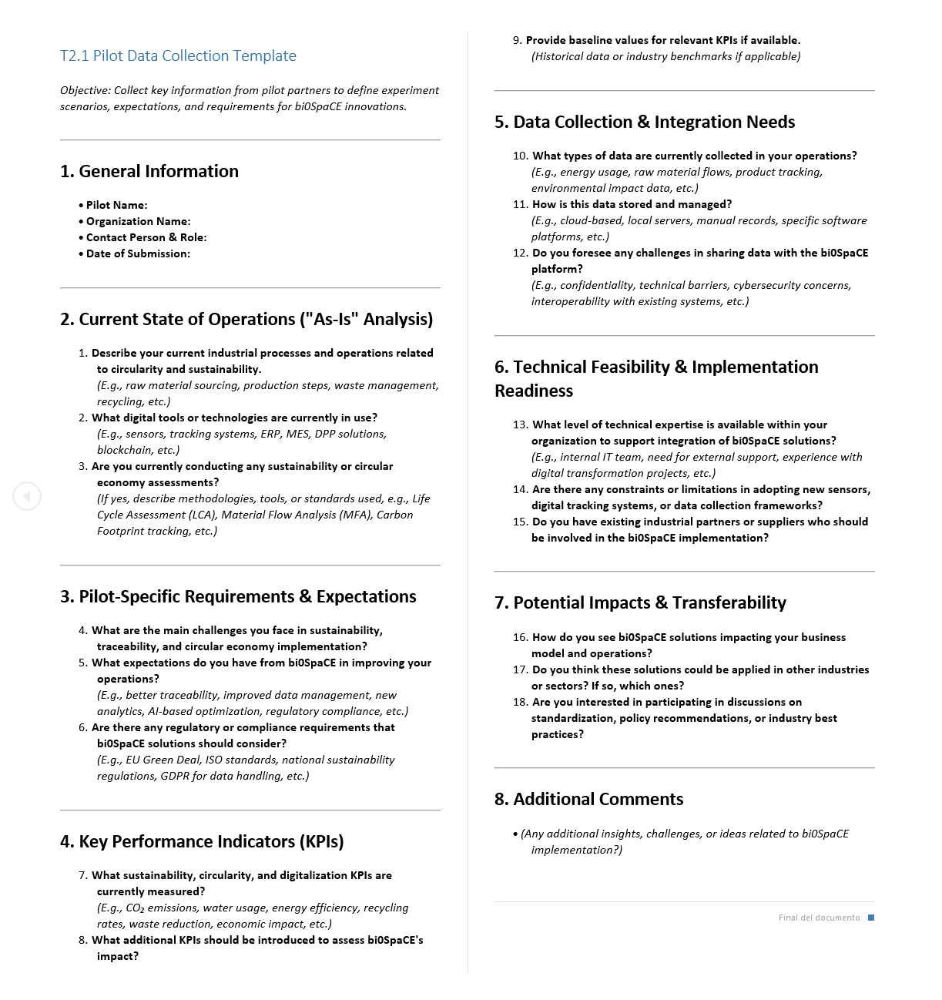 T2.1 Pilot Data Collection Template
Objective: Collect key information from pilot partners to define experiment
scenarios, expectations, and requirements for bi0SpaCE innovations.
1. General Information
• Pilot Name:
• Organization Name:
• Contact Person & Role:
• Date of Submission:
2. Current State of Operations ("As-Is" Analysis)
1. Describe your current industrial processes and operations related
to circularity and sustainability.
(E.g., raw material sourcing, production steps, waste management,
recycling, etc.)
2. What digital tools or technologies are currently in use?
(E.g., sensors, tracking systems, ERP, MES, DPP solutions,
blockchain, etc.)
3. Are you currently conducting any sustainability or circular
economy assessments?
(If yes, describe methodologies, tools, or standards used, e.g., Life
Cycle Assessment (LCA), Material Flow Analysis (MFA), Carbon
Footprint tracking, etc.)
3. Pilot-Specific Requirements & Expectations
4. What are the main challenges you face in sustainability,
traceability, and circular economy implementation?
5. What expectations do you have from bi0SpaCE in improving your
operations?
(E.g., better traceability, improved data management, new
analytics, AI-based optimization, regulatory compliance, etc.)
6. Are there any regulatory or compliance requirements that
bi0SpaCE solutions should consider?
(E.g., EU Green Deal, ISO standards, national sustainability
regulations, GDPR for data handling, etc.)
4. Key Performance Indicators (KPIs)
7. What sustainability, circularity, and digitalization KPIs are
currently measured?
(E.g., CO₂ emissions, water usage, energy efficiency, recycling
rates, waste reduction, economic impact, etc.)
8. What additional KPIs should be introduced to assess bi0SpaCE's
impact?
9. Provide baseline values for relevant KPIs if available.
(Historical data or industry benchmarks if applicable)
5. Data Collection & Integration Needs
10. What types of data are currently collected in your operations?
(E.g., energy usage, raw material flows, product tracking,
environmental impact data, etc.)
11. How is this data stored and managed?
(E.g., cloud-based, local servers, manual records, specific software
platforms, etc.)
12. Do you foresee any challenges in sharing data with the bi0SpaCE
platform?
(E.g., confidentiality, technical barriers, cybersecurity concerns,
interoperability with existing systems, etc.)
6. Technical Feasibility & Implementation
Readiness
13. What level of technical expertise is available within your
organization to support integration of bi0SpaCE solutions?
(E.g., internal IT team, need for external support, experience with
digital transformation projects, etc.)
14. Are there any constraints or limitations in adopting new sensors,
digital tracking systems, or data collection frameworks?
15. Do you have existing industrial partners or suppliers who should
be involved in the bi0SpaCE implementation?
7. Potential Impacts & Transferability
16. How do you see bi0SpaCE solutions impacting your business
model and operations?
17. Do you think these solutions could be applied in other industries
or sectors? If so, which ones?
18. Are you interested in participating in discussions on
standardization, policy recommendations, or industry best
practices?
8. Additional Comments
• (Any additional insights, challenges, or ideas related to bi0SpaCE
implementation?)
Final del documento